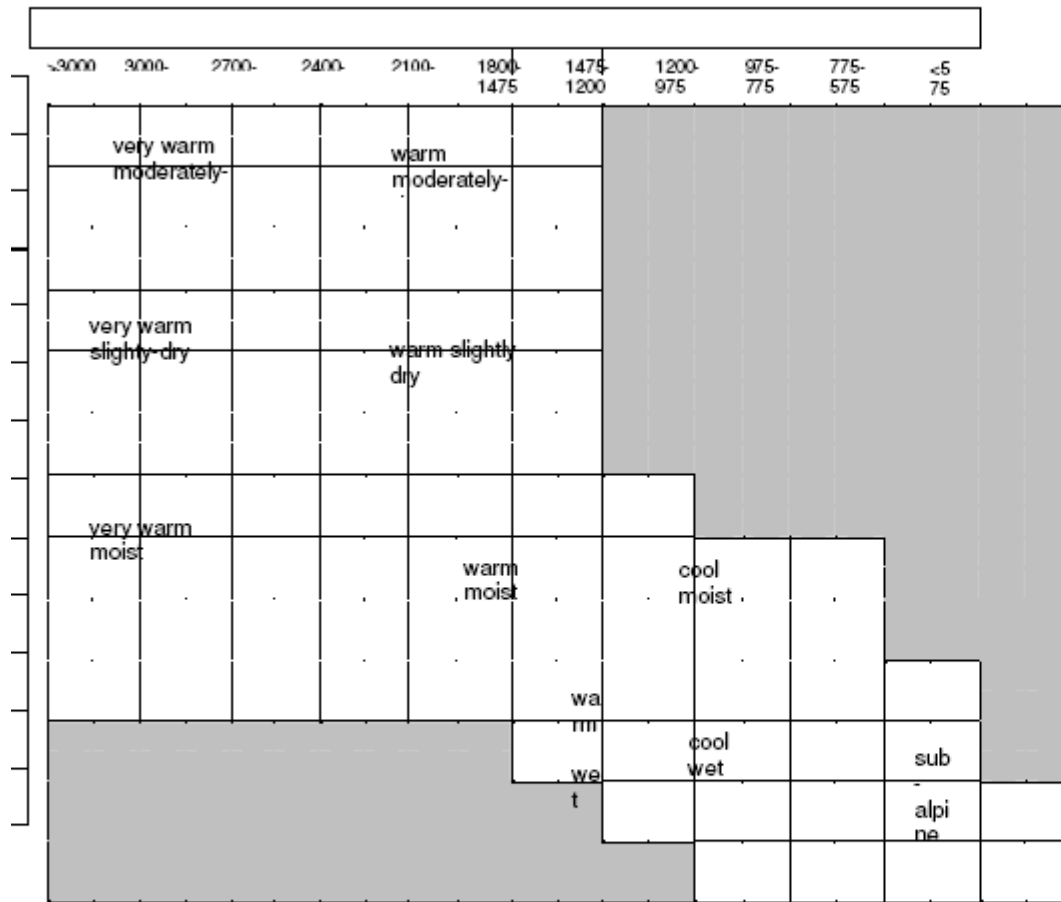 >3000 3000- 2700- 2400- 2100- 1800- 1475- 1200- 975- 775- <5
1475 1200 975 775 575 75
very warm
moderately-
warm
moderately-
very warm
slighty-dry
warm slightly
dry
very warm
moist
warm
moist
cool
moist
wa
rm
we
t
cool
wet
sub
-
alpi
ne